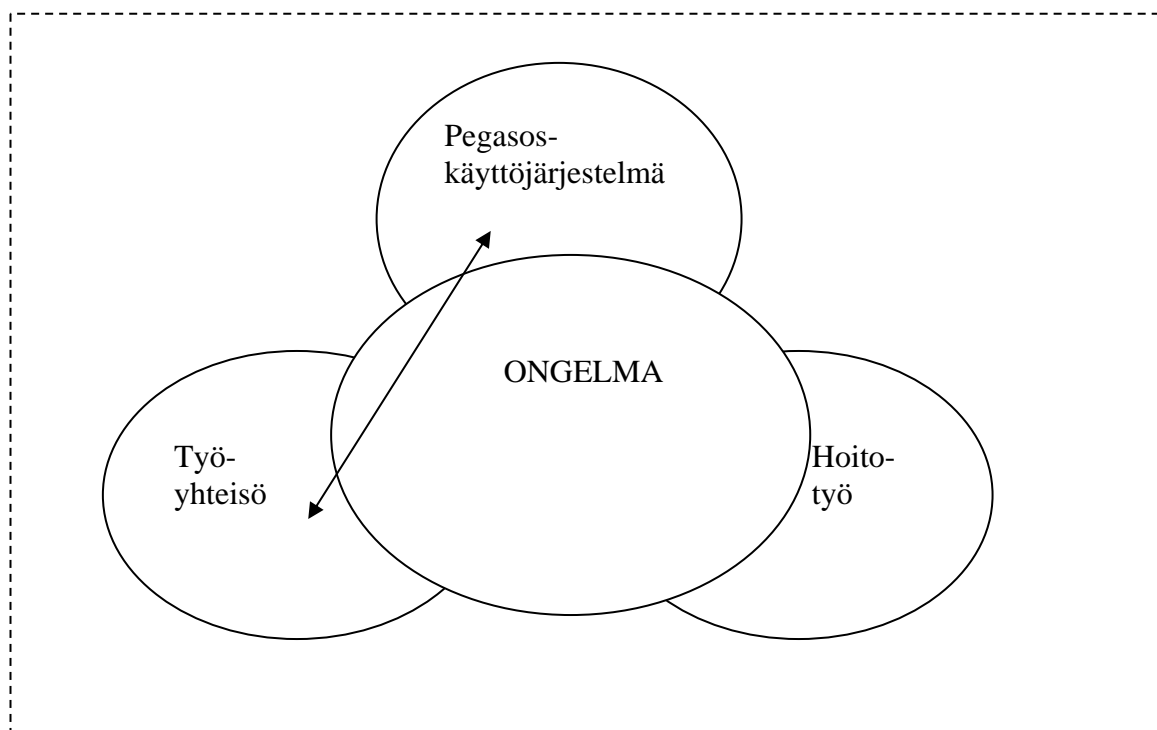 Pegasos-
käyttöjärjestelmä
ONGELMA
Työ-
yhteisö
Hoito-
työ